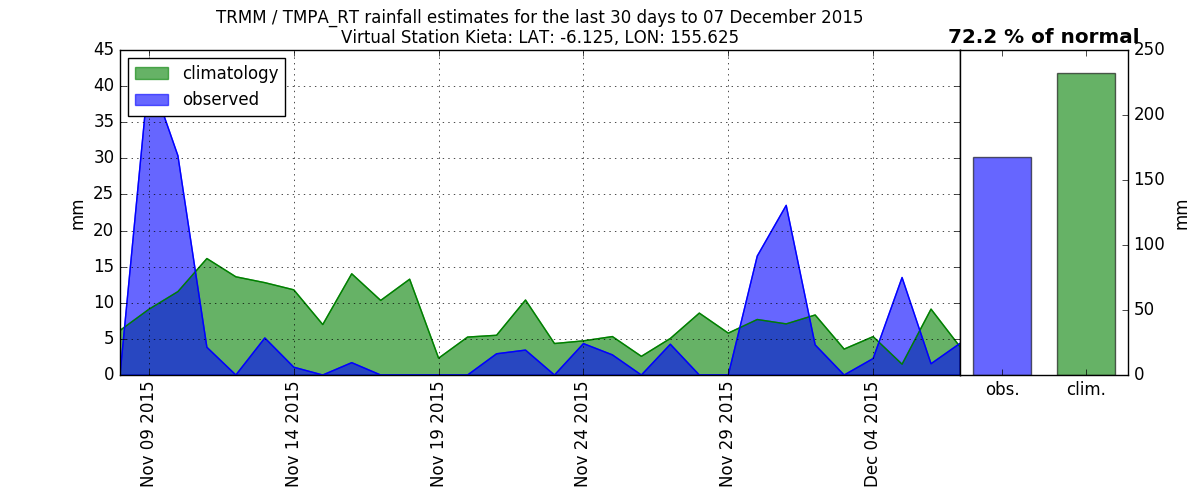 TRMM / TMPA_RT rainfall estimates for the last 30 days to 07 December 2015
Virtual Station Kieta: LAT: -6.125, LON: 155.625
72.2 % of normal
climatology
observed
45
40
35
30
25
20
15
10
5
0
mm
Nov 09 2015
Nov 14 2015
Nov 19 2015
Nov 24 2015
Nov 29 2015
Dec 04 2015
250
200
150
100
50
0
mm
obs.
clim.